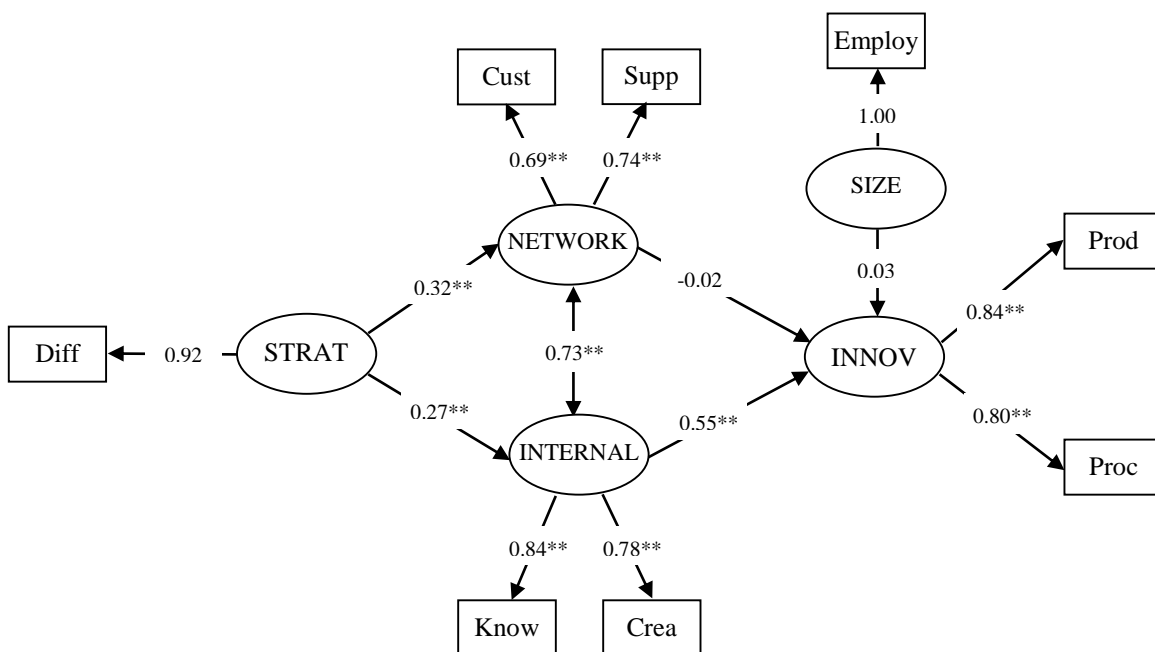 Employ
Cust
Supp
1.00
0.69**
0.74**
SIZE
NETWORK
Prod
0.32**
-0.02
0.03
0.84**
Diff
0.92
STRAT
0.73**
INNOV
0.27**
0.55**
0.80**
INTERNAL
Proc
0.84**
0.78**
Know
Crea